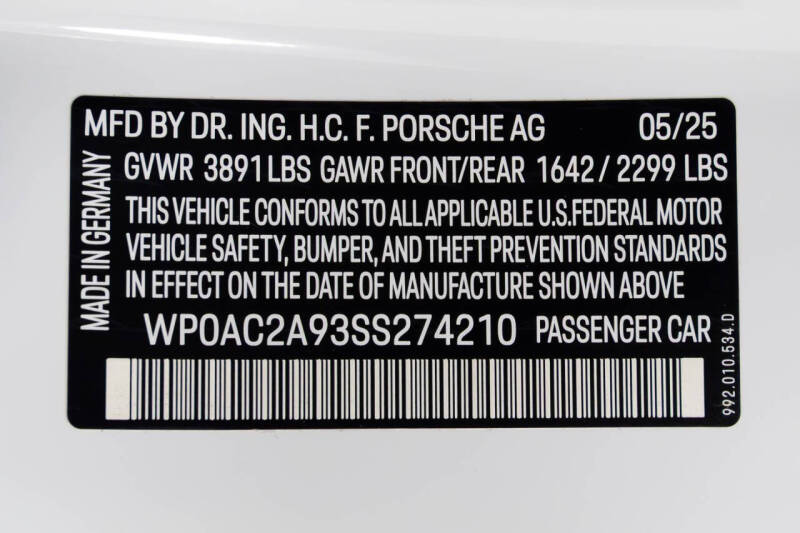 MFD BY DR. ING. H.C. F. PORSCHE AG 05/25
GVWR 3891 LBS GAWR FRONT/REAR 1642 / 2299 LBS
THIS VEHICLE CONFORMS TO ALL APPLICABLE U.S. FEDERAL MOTOR
VEHICLE SAFETY, BUMPER, AND THEFT PREVENTION STANDARDS
IN EFFECT ON THE DATE OF MANUFACTURE SHOWN ABOVE
WP0AC2A93SS274210 PASSENGER CAR
MADE IN GERMANY
992.010.534.D